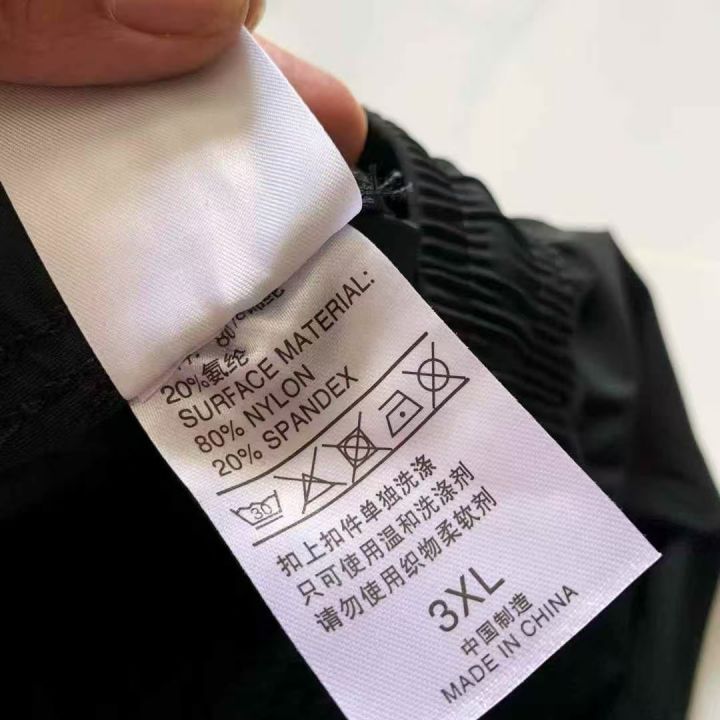 20%氨纶
SURFACE MATERIAL:
80% NYLON
20% SPANDEX
30
扣上扣件单独洗涤
只可使用温和洗涤剂
请勿使用织物柔软剂
3XL
中国制造
MADE IN CHINA